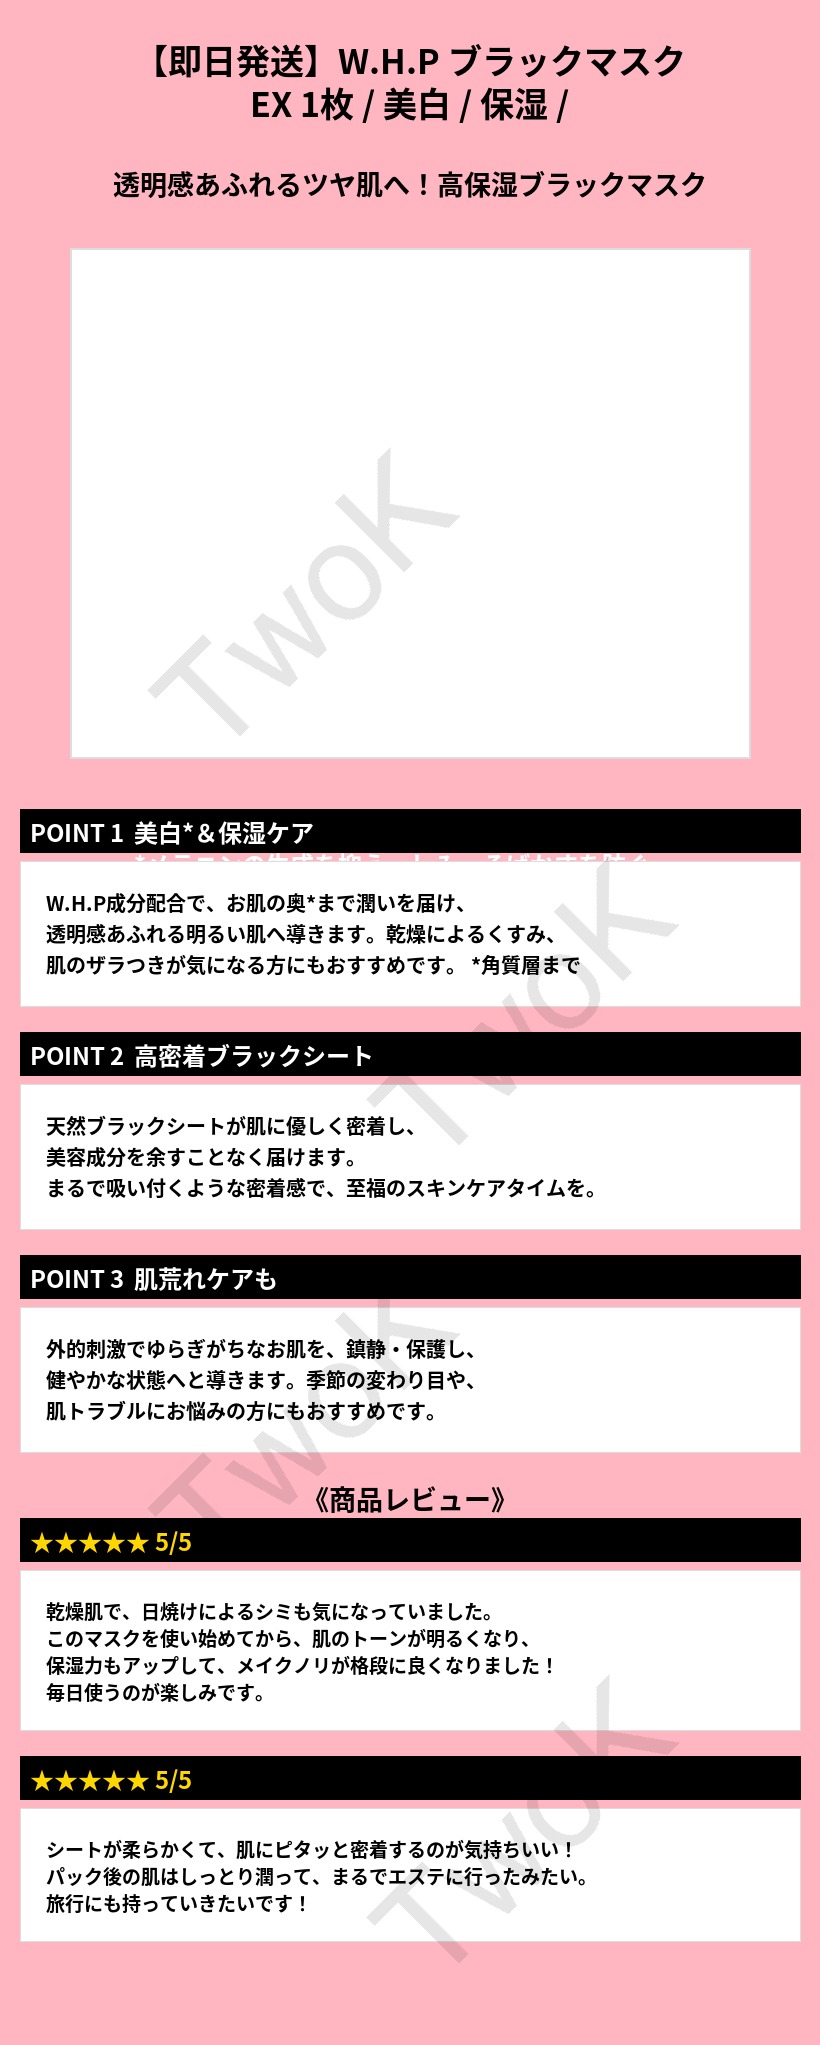 【即日発送】W.H.P ブラックマスク
EX 1枚 / 美白 / 保湿 /
透明感あふれるツヤ肌へ！高保湿ブラックマスク
TwoK
POINT 1 美白*＆保湿ケア
*メラニンの生成を抑え、しみ、そばかすを防ぐ
W.H.P成分配合で、お肌の奥*まで潤いを届け、
透明感あふれる明るい肌へ導きます。乾燥によるくすみ、
肌のザラつきが気になる方にもおすすめです。 *角質層まで
TwoK
POINT 2 高密着ブラックシート
天然ブラックシートが肌に優しく密着し、
美容成分を余すことなく届けます。
まるで吸い付くような密着感で、至福のスキンケアタイムを。
POINT 3 肌荒れケアも
外的刺激でゆらぎがちなお肌を、鎮静・保護し、
健やかな状態へと導きます。季節の変わり目や、
肌トラブルにお悩みの方にもおすすめです。
TwoK
《商品レビュー》
★★★★★ 5/5
乾燥肌で、日焼けによるシミも気になっていました。
このマスクを使い始めてから、肌のトーンが明るくなり、
保湿力もアップして、メイクノリが格段に良くなりました！
毎日使うのが楽しみです。
★★★★★ 5/5
シートが柔らかくて、肌にピタッと密着するのが気持ちいい！
パック後の肌はしっとり潤って、まるでエステに行ったみたい。
旅行にも持っていきたいです！
TwoK